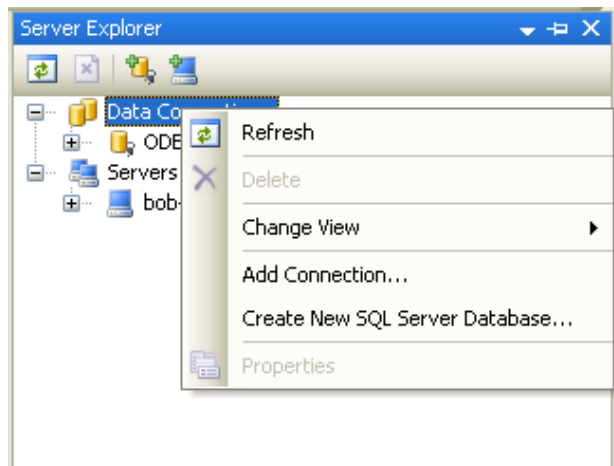 Server Explorer
Data Co
ODB
Refresh
Servers
Delete
bob-
Change View
Add Connection...
Create New SQL Server Database...
Properties